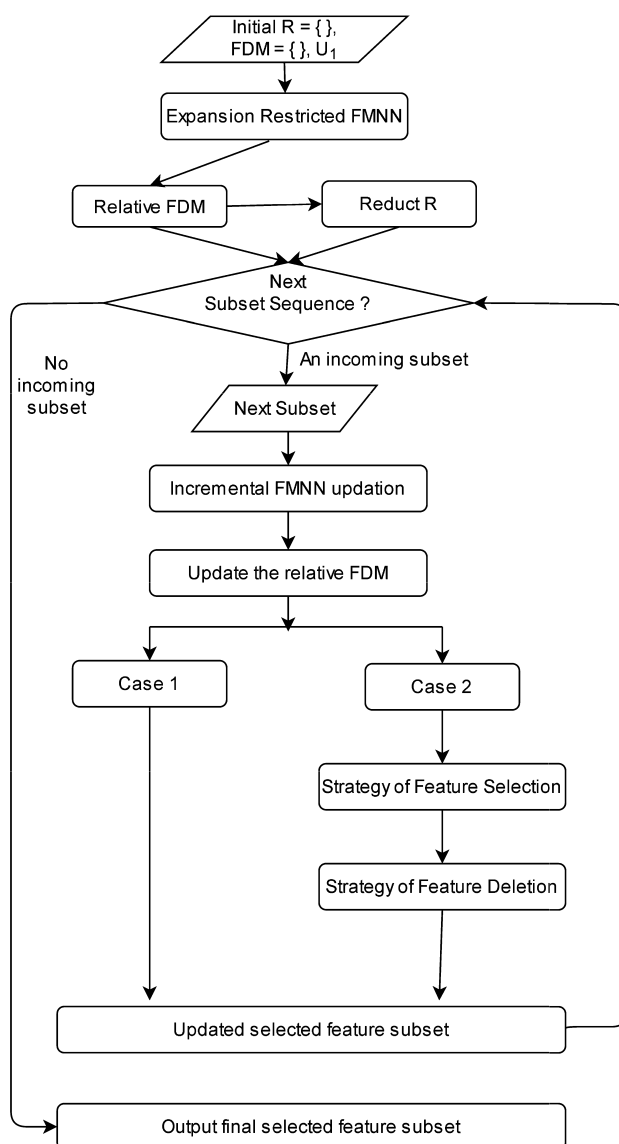 Initial R = { },
FDM = { }, U1
Expansion Restricted FMNN
Relative FDM
Reduct R
Next
Subset Sequence ?
An incoming subset
No
incoming
subset
Next Subset
Incremental FMNN updation
Update the relative FDM
Case 1
Case 2
Strategy of Feature Selection
Strategy of Feature Deletion
Updated selected feature subset
Output final selected feature subset